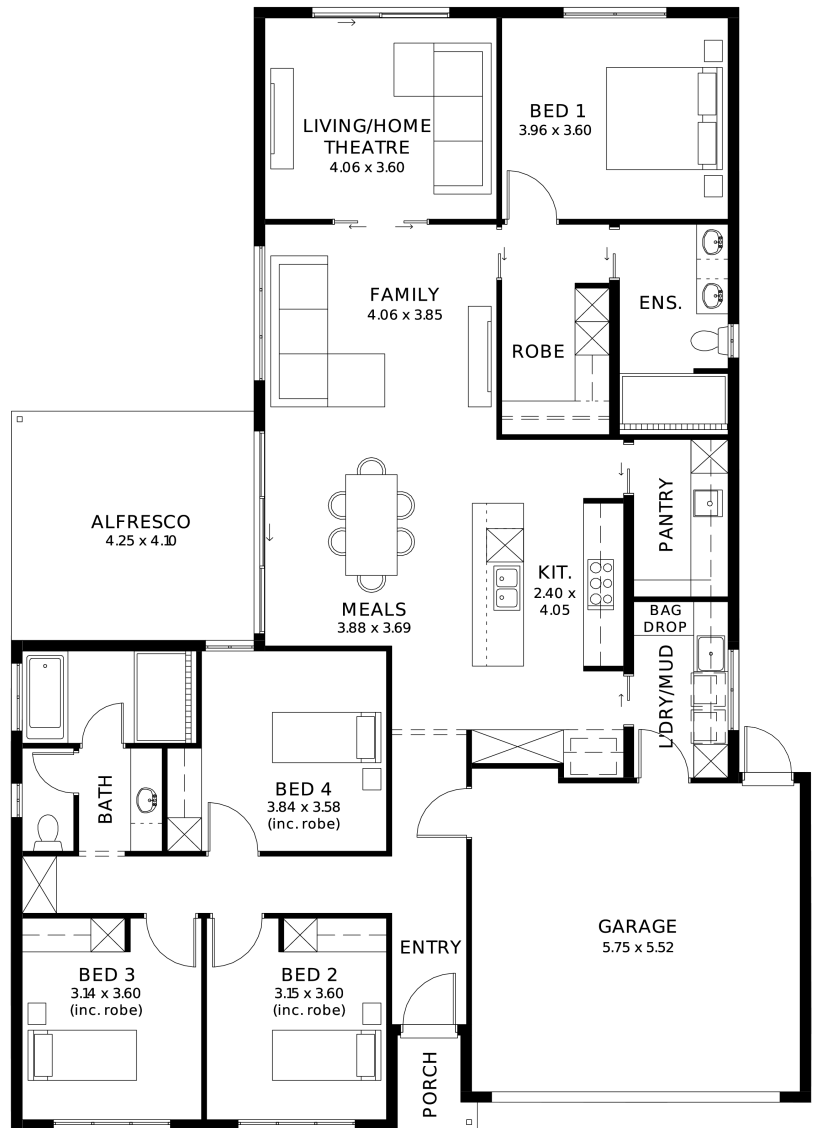 LIVING/HOME
THEATRE
4.06 x 3.60
BED 1
3.96 x 3.60
FAMILY
4.06 x 3.85
ENS.
ROBE
ALFRESCO
4.25 x 4.10
PANTRY
KIT.
2.40 x
4.05
MEALS
3.88 x 3.69
BAG
DROP
L'DRY/MUD
BATH
BED 4
3.84 x 3.58
(inc. robe)
GARAGE
5.75 x 5.52
ENTRY
BED 3
3.14 x 3.60
(inc. robe)
BED 2
3.15 x 3.60
(inc. robe)
PORCH